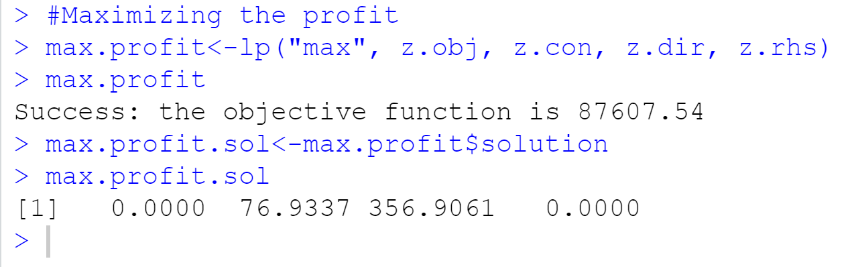 > #Maximizing the profit
> max.profit<-lp("max", z.obj, z.con, z.dir, z.rhs)
> max.profit
Success: the objective function is 87607.54
> max.profit.sol<-max.profit$solution
> max.profit.sol
[1]   0.0000  76.9337 356.9061   0.0000
>